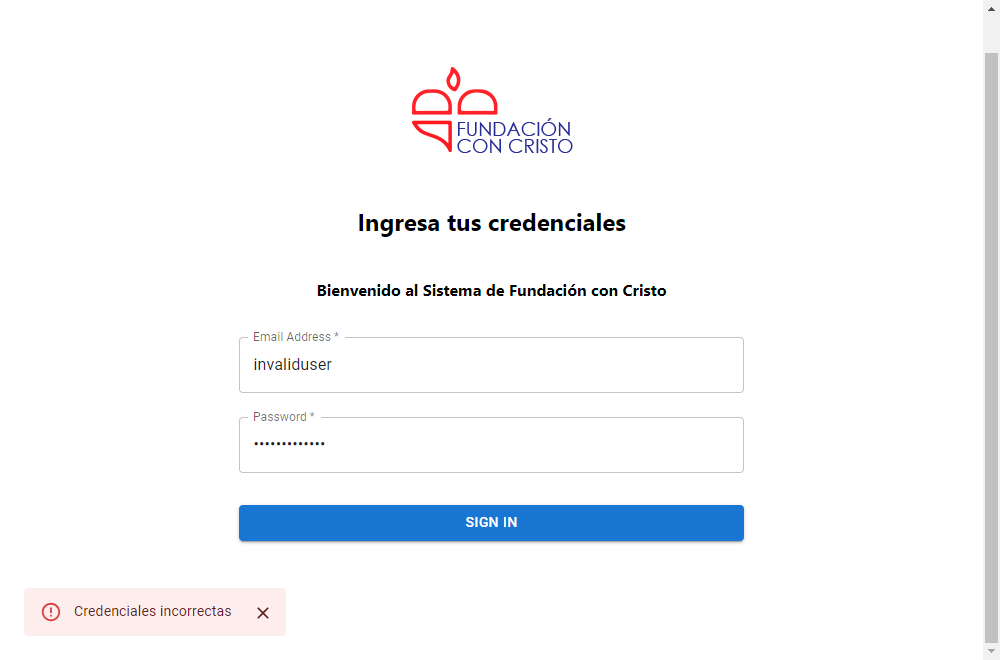 FUNDACIÓN
CON CRISTO
Ingresa tus credenciales
Bienvenido al Sistema de Fundación con Cristo
Email Address *
invaliduser
Password *
•••••••••••••
SIGN IN
Credenciales incorrectas